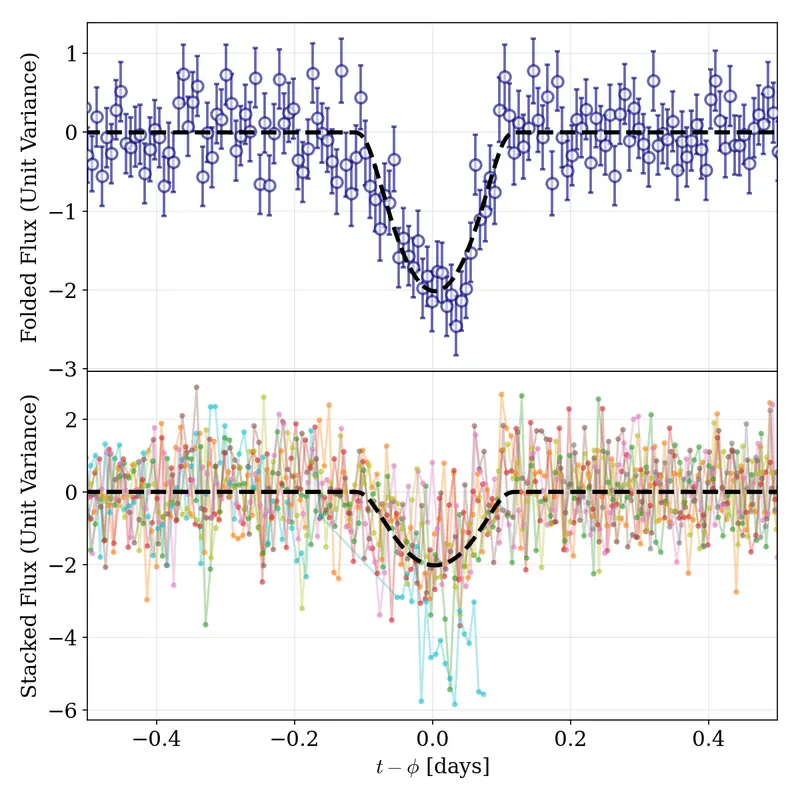 Folded Flux (Unit Variance)
1
0
−1
−2
−3
Stacked Flux (Unit Variance)
2
0
−2
−4
−6
−0.4 −0.2 0.0 0.2 0.4
t − ϕ [days]